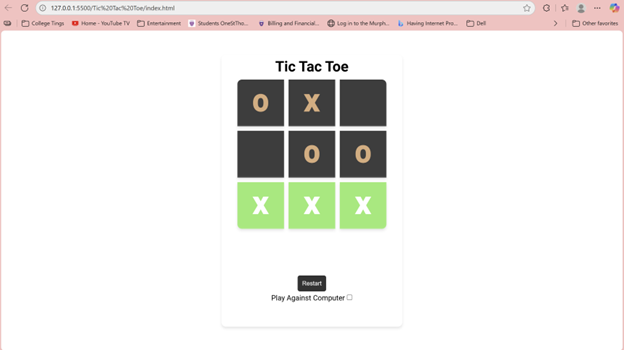 127.0.0.1:5500/Tic%20Tac%20Toe/index.html
College Tings Home - YouTube TV Entertainment Students OneStTho... Billing and Financial... Log in to the Murph... Having Internet Pro... Dell Other favorites
Tic Tac Toe
O X
O O
X X X
Restart
Play Against Computer